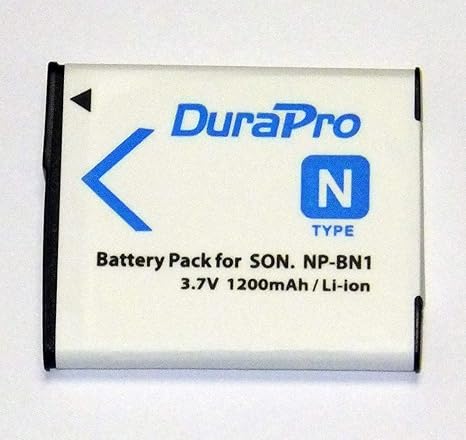 DuraPro
N
TYPE
Battery Pack for SON. NP-BN1
3.7V 1200mAh / Li-ion